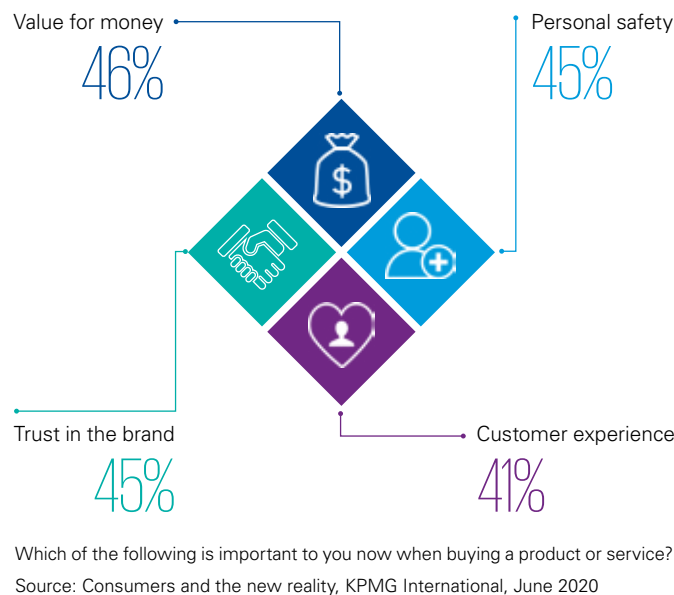 Value for money
46%
Personal safety
45%
$
Trust in the brand
45%
Customer experience
41%
Which of the following is important to you now when buying a product or service?
Source: Consumers and the new reality, KPMG International, June 2020